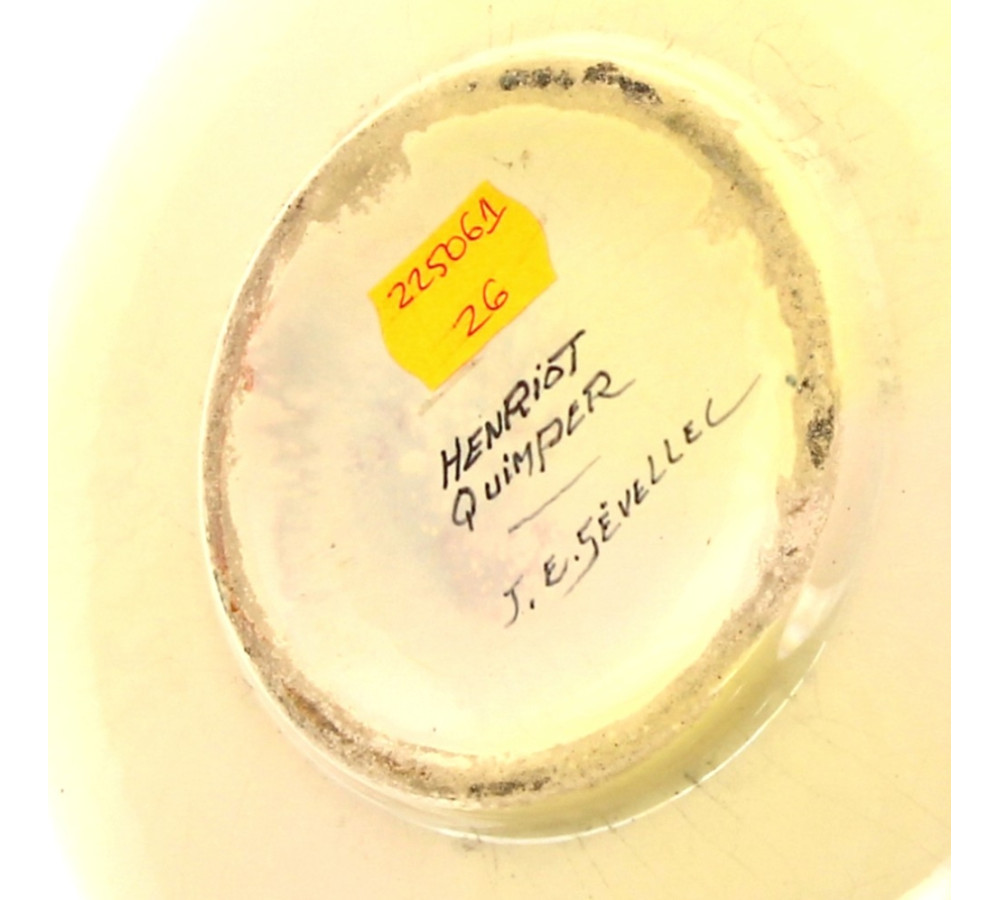 225061
26
HENRiOT
QUiMPER
J. E. SÉVELLEC